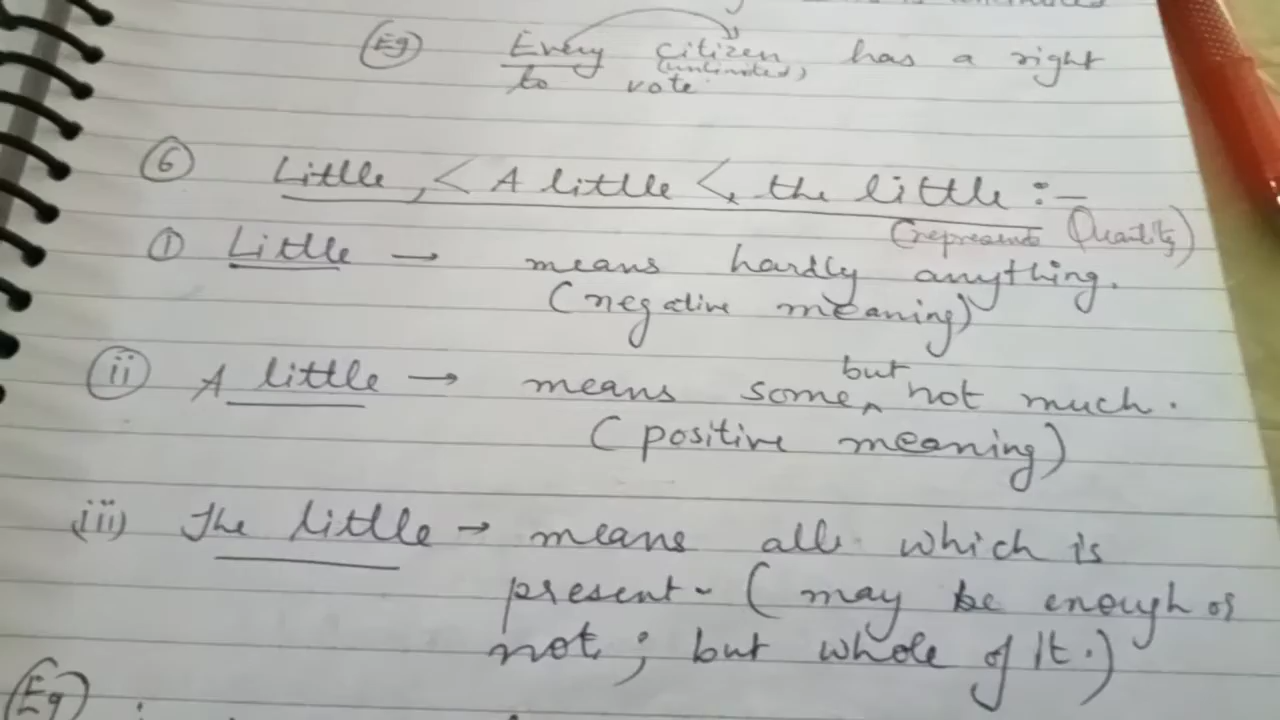 Eg Every citizen has a right
(unlimited)
to vote
6 Little, < A little <, the little :-
(represents Quantity)
i Little → means hardly anything.
(negative meaning)
ii A little → means some but not much.
(positive meaning)
iii) The little → means all which is
present - (may be enough or
not ; but whole of It.)
Eg